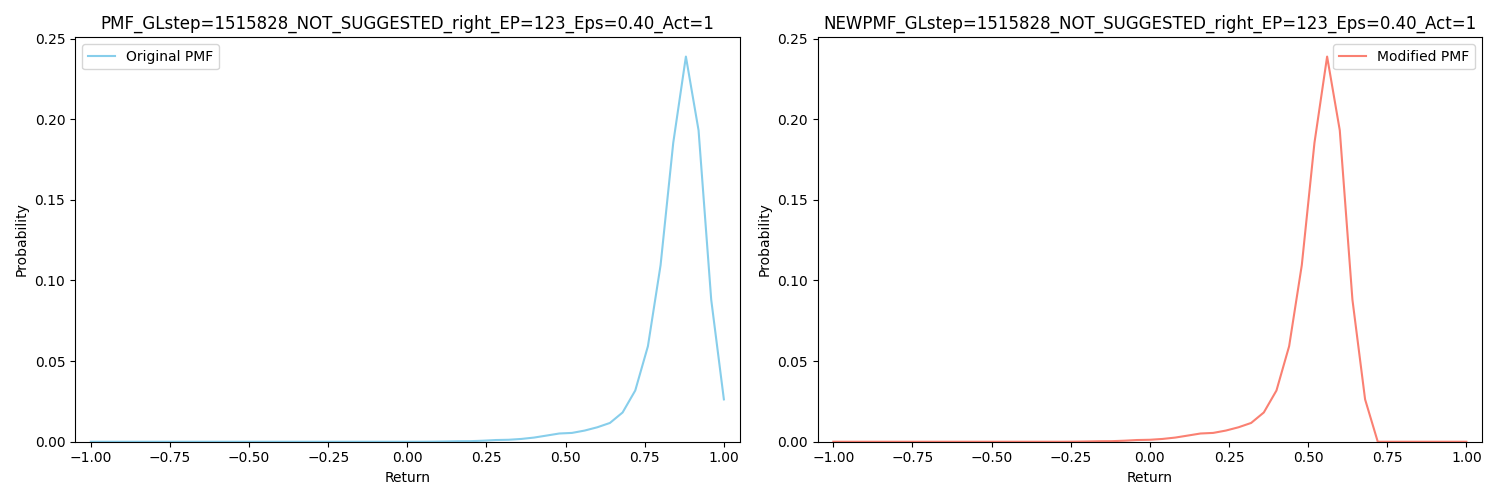 PMF_GLstep=1515828_NOT_SUGGESTED_right_EP=123_Eps=0.40_Act=1
Original PMF
0.25
0.20
0.15
0.10
0.05
0.00
Probability
−1.00 −0.75 −0.50 −0.25 0.00 0.25 0.50 0.75 1.00
Return
NEWPMF_GLstep=1515828_NOT_SUGGESTED_right_EP=123_Eps=0.40_Act=1
Modified PMF
0.25
0.20
0.15
0.10
0.05
0.00
Probability
−1.00 −0.75 −0.50 −0.25 0.00 0.25 0.50 0.75 1.00
Return